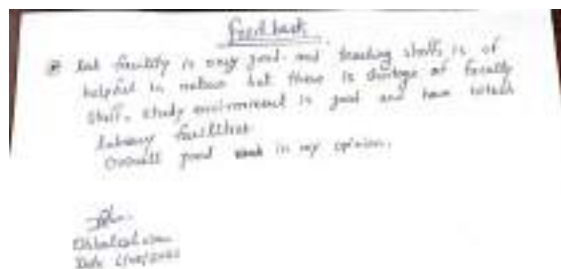 Feedback
Lab facility is very good and teaching staff is of
helpful in nature but there is shortage of faculty
staff. study environment is good and have
library facilities
Overall good in my opinion.
Date